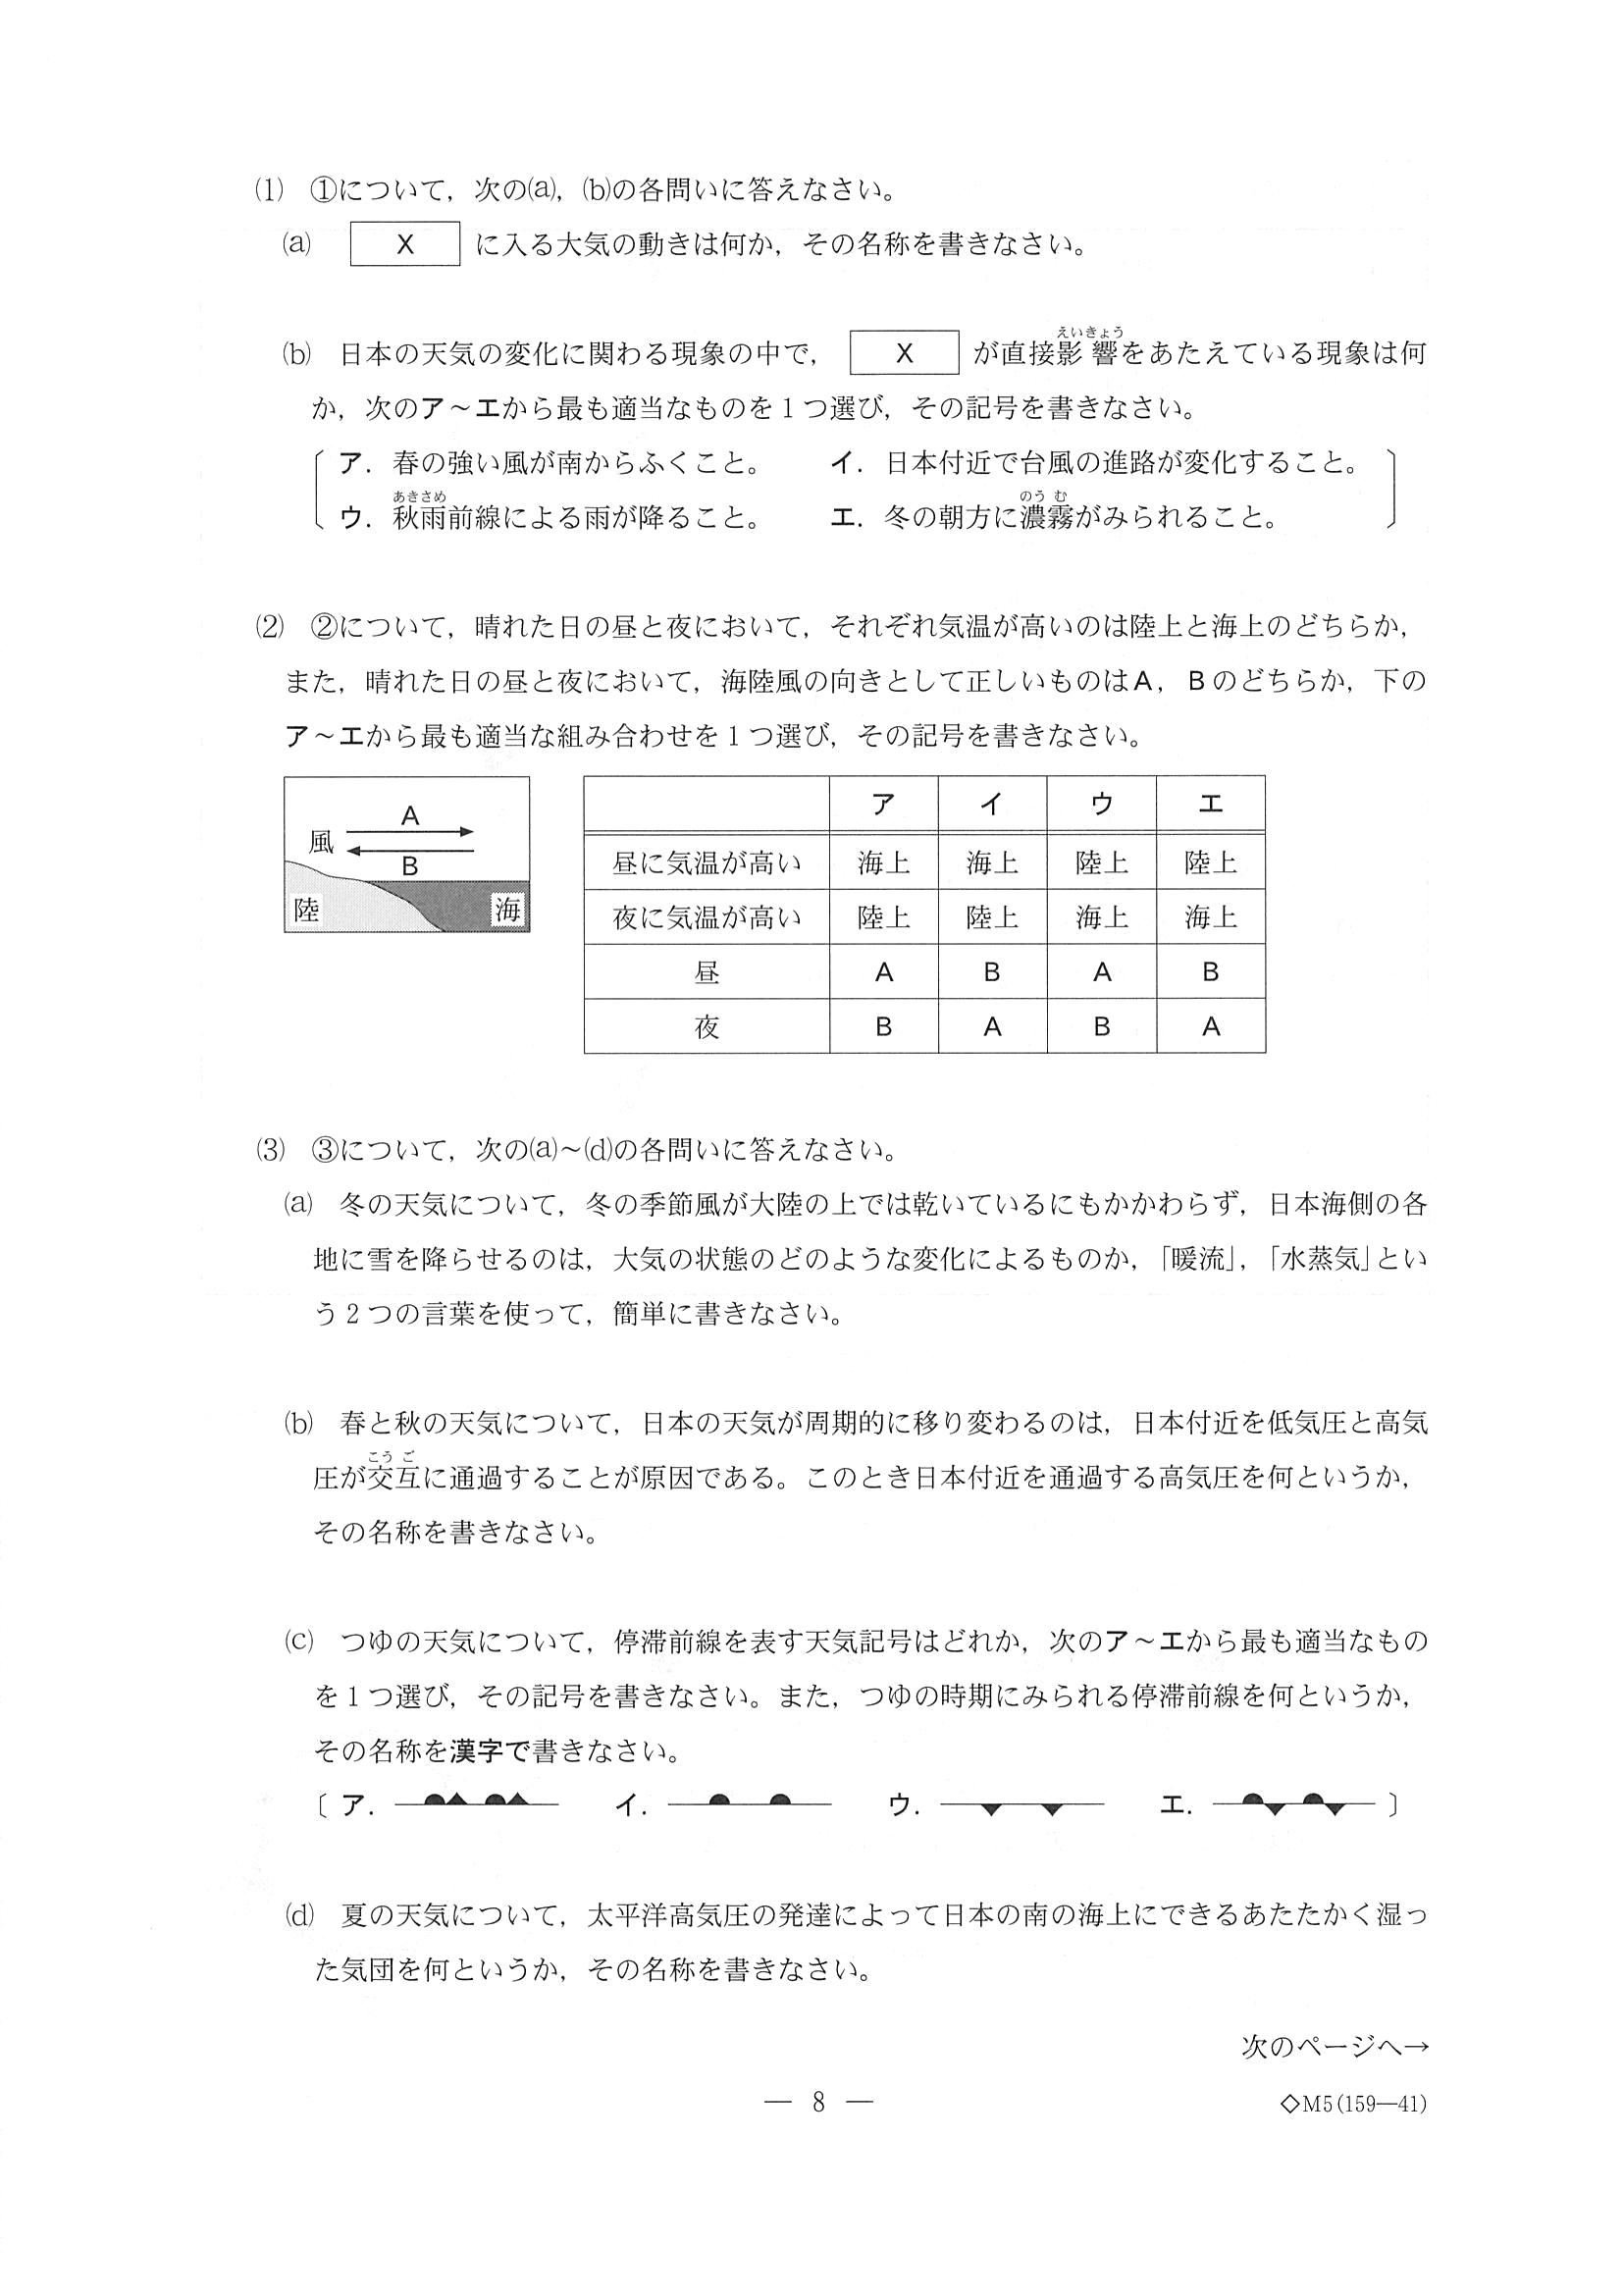 (1) ①について，次の(a)，(b)の各問いに答えなさい。
(a) X に入る大気の動きは何か，その名称を書きなさい。
(b) 日本の天気の変化に関わる現象の中で， X が直接影響をあたえている現象は何
えいきょう
か，次のア～エから最も適当なものを１つ選び，その記号を書きなさい。
ア．春の強い風が南からふくこと。 イ．日本付近で台風の進路が変化すること。
あきさめ のうむ
ウ．秋雨前線による雨が降ること。 エ．冬の朝方に濃霧がみられること。
(2) ②について，晴れた日の昼と夜において，それぞれ気温が高いのは陸上と海上のどちらか，
また，晴れた日の昼と夜において，海陸風の向きとして正しいものはＡ，Ｂのどちらか，下の
ア～エから最も適当な組み合わせを１つ選び，その記号を書きなさい。
A
風
B
陸 海
ア イ ウ エ
昼に気温が高い 海上 海上 陸上 陸上
夜に気温が高い 陸上 陸上 海上 海上
昼 A B A B
夜 B A B A
(3) ③について，次の(a)～(d)の各問いに答えなさい。
(a) 冬の天気について，冬の季節風が大陸の上では乾いているにもかかわらず，日本海側の各
地に雪を降らせるのは，大気の状態のどのような変化によるものか，「暖流」，「水蒸気」とい
う２つの言葉を使って，簡単に書きなさい。
(b) 春と秋の天気について，日本の天気が周期的に移り変わるのは，日本付近を低気圧と高気
こうご
圧が交互に通過することが原因である。このとき日本付近を通過する高気圧を何というか，
その名称を書きなさい。
(c) つゆの天気について，停滞前線を表す天気記号はどれか，次のア～エから最も適当なもの
を１つ選び，その記号を書きなさい。また，つゆの時期にみられる停滞前線を何というか，
その名称を漢字で書きなさい。
〔 ア． イ． ウ． エ． 〕
(d) 夏の天気について，太平洋高気圧の発達によって日本の南の海上にできるあたたかく湿っ
た気団を何というか，その名称を書きなさい。
次のページへ→
— 8 —
◇M5(159—41)